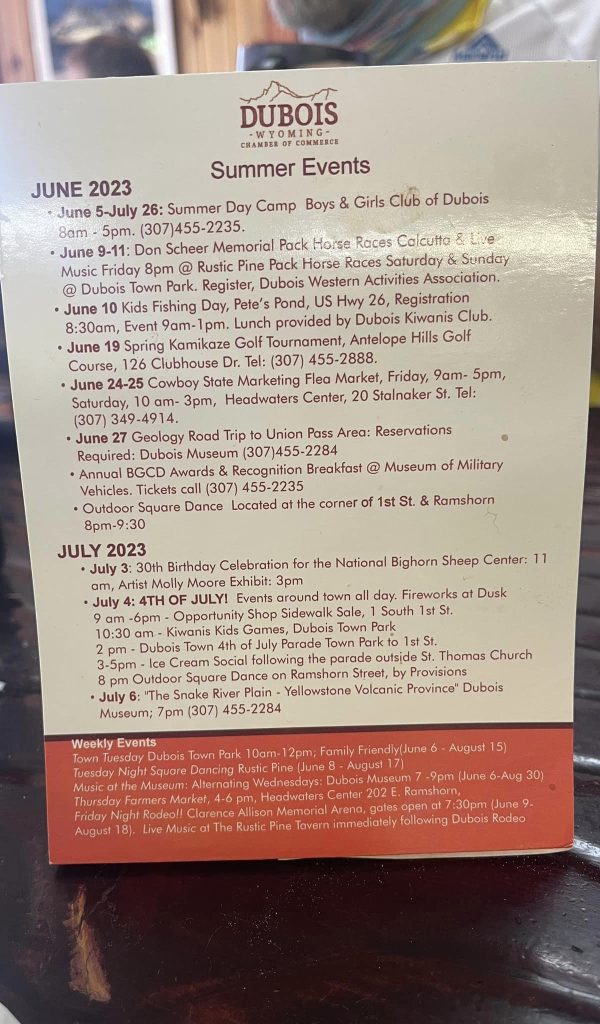 DUBOIS
- WYOMING -
CHAMBER OF COMMERCE
Summer Events
JUNE 2023
• June 5-July 26: Summer Day Camp Boys & Girls Club of Dubois
8am - 5pm. (307)455-2235.
• June 9-11: Don Scheer Memorial Pack Horse Races Calcutta & Live
Music Friday 8pm @ Rustic Pine Pack Horse Races Saturday & Sunday
@ Dubois Town Park. Register, Dubois Western Activities Association.
• June 10 Kids Fishing Day, Pete's Pond, US Hwy 26, Registration
8:30am, Event 9am-1pm. Lunch provided by Dubois Kiwanis Club.
• June 19 Spring Kamikaze Golf Tournament, Antelope Hills Golf
Course, 126 Clubhouse Dr. Tel: (307) 455-2888.
• June 24-25 Cowboy State Marketing Flea Market, Friday, 9am- 5pm,
Saturday, 10 am- 3pm, Headwaters Center, 20 Stalnaker St. Tel:
(307) 349-4914.
• June 27 Geology Road Trip to Union Pass Area: Reservations
Required: Dubois Museum (307)455-2284
• Annual BGCD Awards & Recognition Breakfast @ Museum of Military
Vehicles. Tickets call (307) 455-2235
• Outdoor Square Dance Located at the corner of 1st St. & Ramshorn
8pm-9:30
JULY 2023
• July 3: 30th Birthday Celebration for the National Bighorn Sheep Center: 11
am, Artist Molly Moore Exhibit: 3pm
• July 4: 4TH OF JULY! Events around town all day. Fireworks at Dusk
9 am -6pm - Opportunity Shop Sidewalk Sale, 1 South 1st St.
10:30 am - Kiwanis Kids Games, Dubois Town Park
2 pm - Dubois Town 4th of July Parade Town Park to 1st St.
3-5pm - Ice Cream Social following the parade outside St. Thomas Church
8 pm Outdoor Square Dance on Ramshorn Street, by Provisions
• July 6: "The Snake River Plain - Yellowstone Volcanic Province" Dubois
Museum; 7pm (307) 455-2284
Weekly Events
Town Tuesday Dubois Town Park 10am-12pm; Family Friendly(June 6 - August 15)
Tuesday Night Square Dancing Rustic Pine (June 8 - August 17)
Music at the Museum: Alternating Wednesdays: Dubois Museum 7 -9pm (June 6-Aug 30)
Thursday Farmers Market, 4-6 pm, Headwaters Center 202 E. Ramshorn,
Friday Night Rodeo!! Clarence Allison Memorial Arena, gates open at 7:30pm (June 9-
August 18). Live Music at The Rustic Pine Tavern immediately following Dubois Rodeo